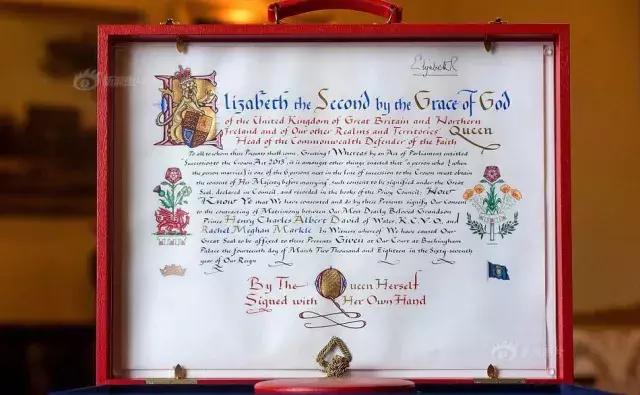 Elizabeth R
Elizabeth the Second by the Grace of God
of the United Kingdom of Great Britain and Northern
Ireland and of Our other Realms and Territories Queen
Head of the Commonwealth Defender of the Faith
To all to whom these Presents shall come, Greeting! Whereas by an Act of Parliament entitled
Succession to the Crown Act 2013, it is amongst other things enacted that "a person who (when
the person marries) is one of the 6 persons next in the line of succession to the Crown must obtain
the consent of Her Majesty before marrying", such consent to be signified under the Great
Seal, declared in Council, and recorded in the books of the Privy Council; Now
Know Ye that We have consented and do by these Presents signify Our Consent
to the contracting of Matrimony between Our Most Dearly Beloved Grandson
Prince Henry Charles Albert David of Wales, K.C.V.O., and
Rachel Meghan Markle In Witness whereof We have caused Our
Great Seal to be affixed to these Presents Given at Our Court at Buckingham
Palace the fourteenth day of March Two Thousand and Eighteen in the Sixty-seventh
year of Our Reign
By The Queen Herself
Signed with Her Own Hand